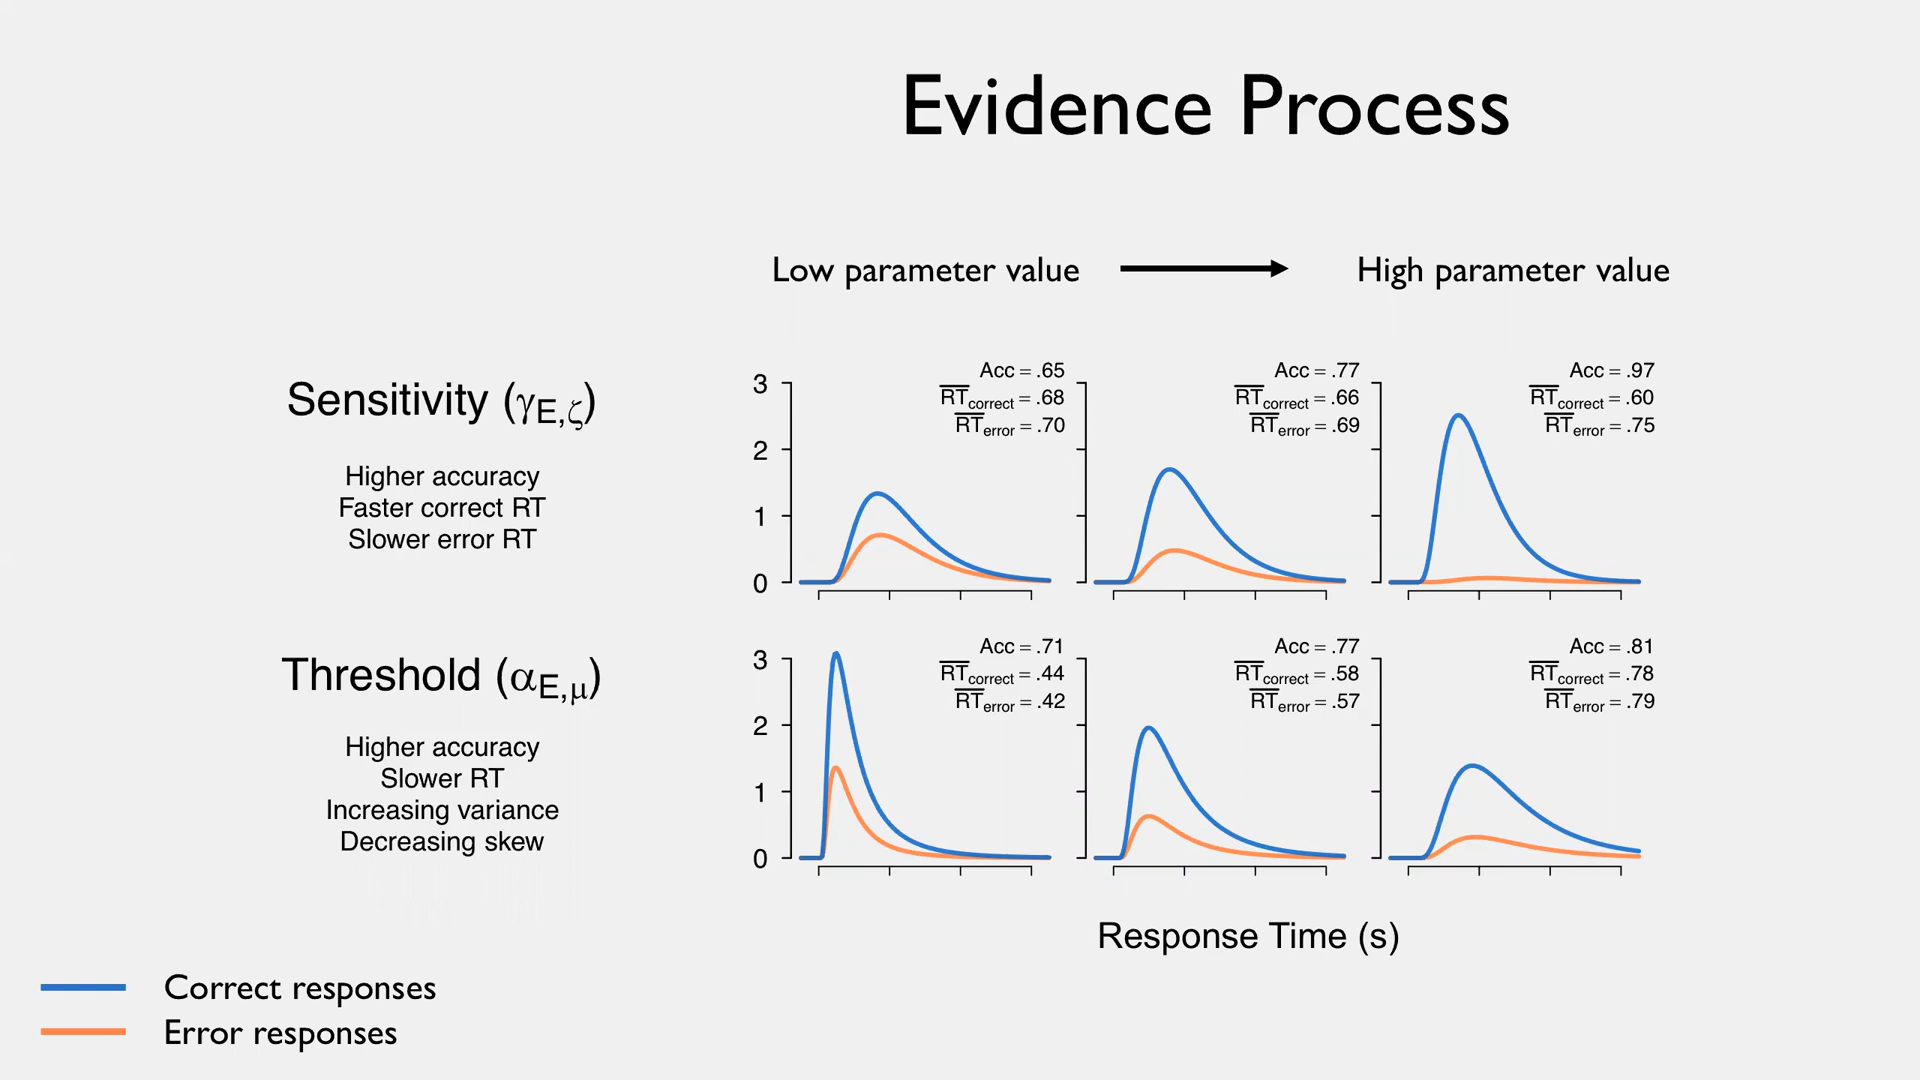 Evidence Process
Low parameter value
High parameter value
Sensitivity (γE,ζ)
Higher accuracy
Faster correct RT
Slower error RT
3
2
1
0
Acc = .65
RTcorrect = .68
RTerror = .70
Acc = .77
RTcorrect = .66
RTerror = .69
Acc = .97
RTcorrect = .60
RTerror = .75
Threshold (αE,μ)
Higher accuracy
Slower RT
Increasing variance
Decreasing skew
3
2
1
0
Acc = .71
RTcorrect = .44
RTerror = .42
Acc = .77
RTcorrect = .58
RTerror = .57
Acc = .81
RTcorrect = .78
RTerror = .79
Response Time (s)
Correct responses
Error responses